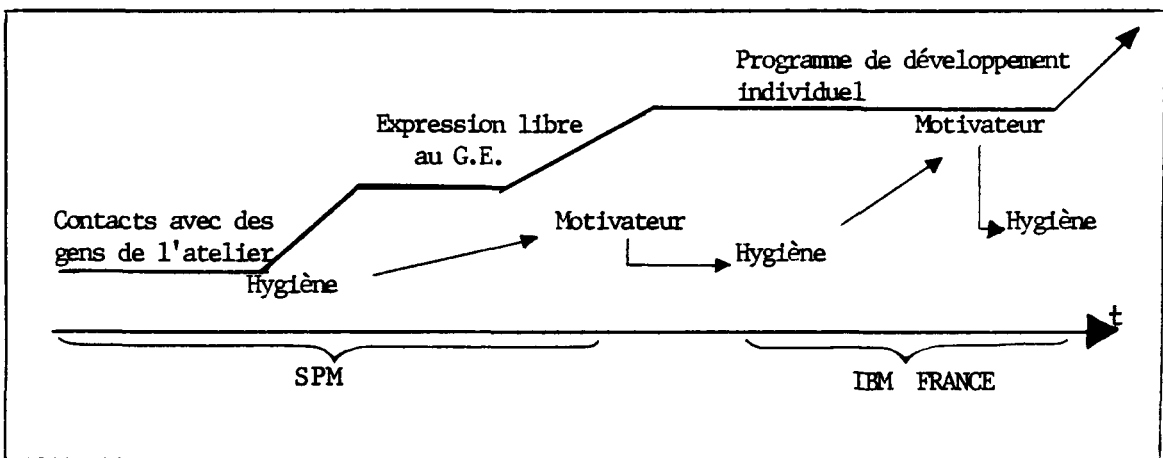 Programme de développement
individuel
Expression libre
au G.E.
Motivateur
Contacts avec des
gens de l'atelier
Motivateur
Hygiène
Hygiène
Hygiène
t
SPM
IBM FRANCE